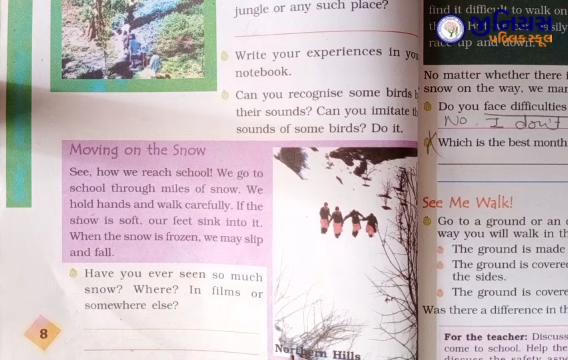 jungle or any such place?
Write your experiences in
notebook.
Can you recognise some birds
their sounds? Can you imitate
sounds of some birds? Do it.
Moving on the Snow
See, how we reach school! We go to
school through miles of snow. We
hold hands and walk carefully. If the
snow is soft, our feet sink into it.
When the snow is frozen, we may slip
and fall.
Have you ever seen so much
snow? Where? In films or
somewhere else?
8
Northern Hills
જીનિયસ
પબ્લિક સ્કૂલ
find it difficult to walk on
race up and down.
No matter whether there
snow on the way, we
Do you face difficulties
No. I don't
Which is the best month
See Me Walk!
Go to a ground or an
way you will walk in
The ground is made
The ground is
the sides.
The ground is
Was there a difference in
For the teacher: Discuss
come to school. Help the
discuss the safety